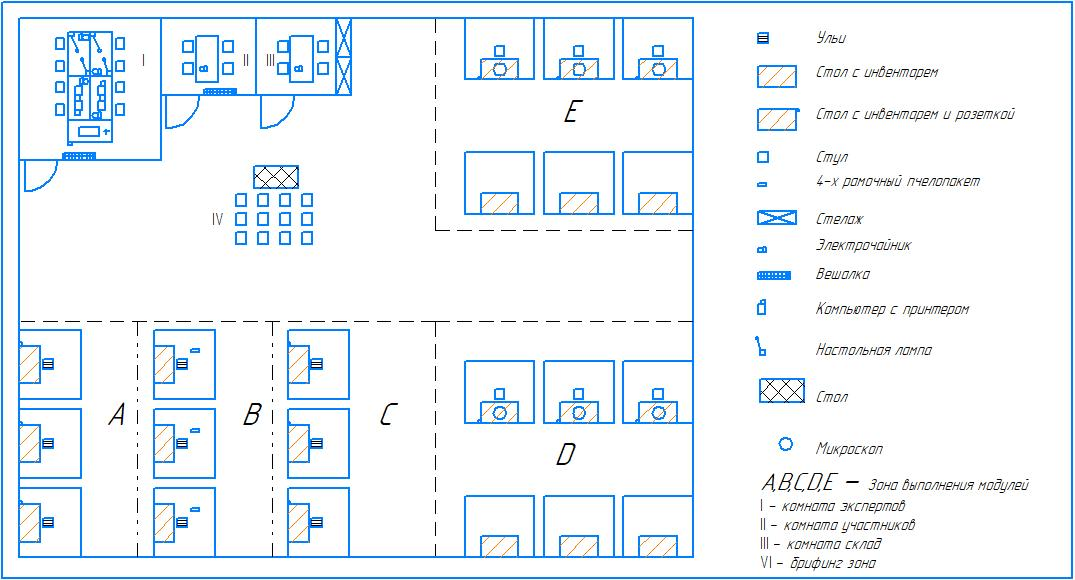 I
II
III
E
IV
A
B
C
D
Ульи
Стол с инвентарем
Стол с инвентарем и розеткой
Стул
4-х рамочный пчелопакет
Стелаж
Электрочайник
Вешалка
Компьютер с принтером
Настольная лампа
Стол
Микроскоп
A,B,C,D,E – Зона выполнения модулей
I – комната экспертов
II – комната участников
III – комната склад
VI – брифинг зона